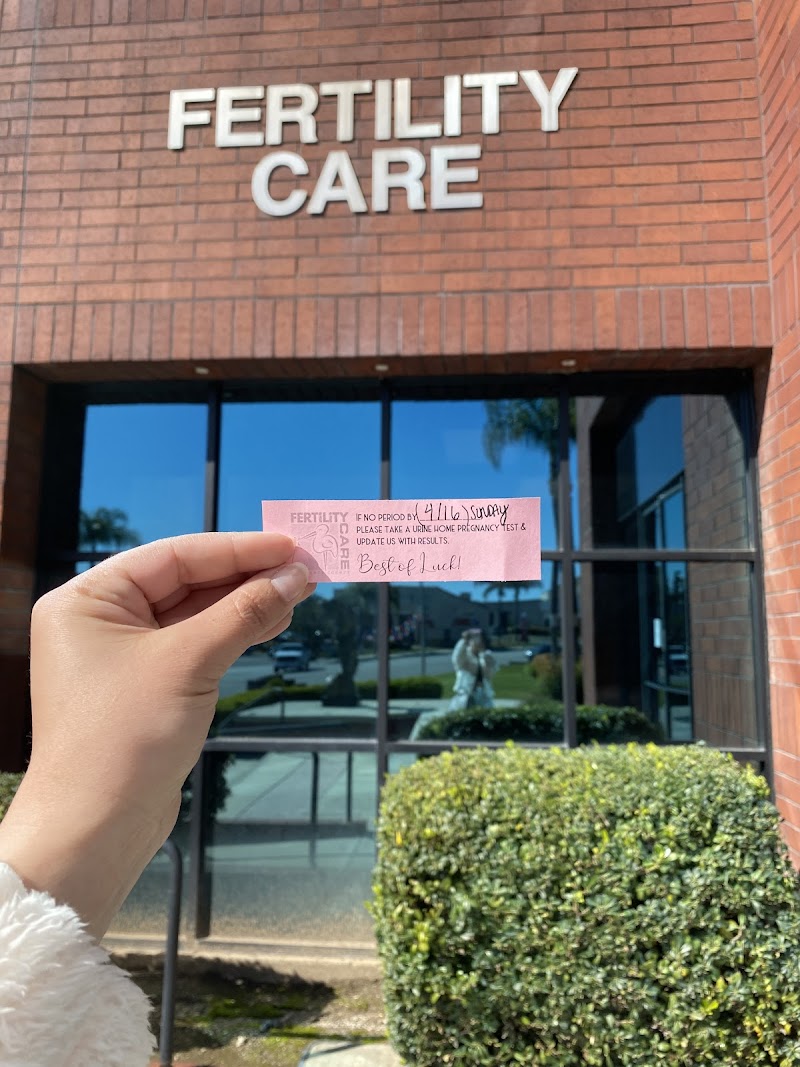 FERTILITY
CARE
FERTILITY
CARE
IF NO PERIOD BY (4/16) SUNDAY
PLEASE TAKE A URINE HOME PREGNANCY TEST &
UPDATE US WITH RESULTS.
Best of Luck!